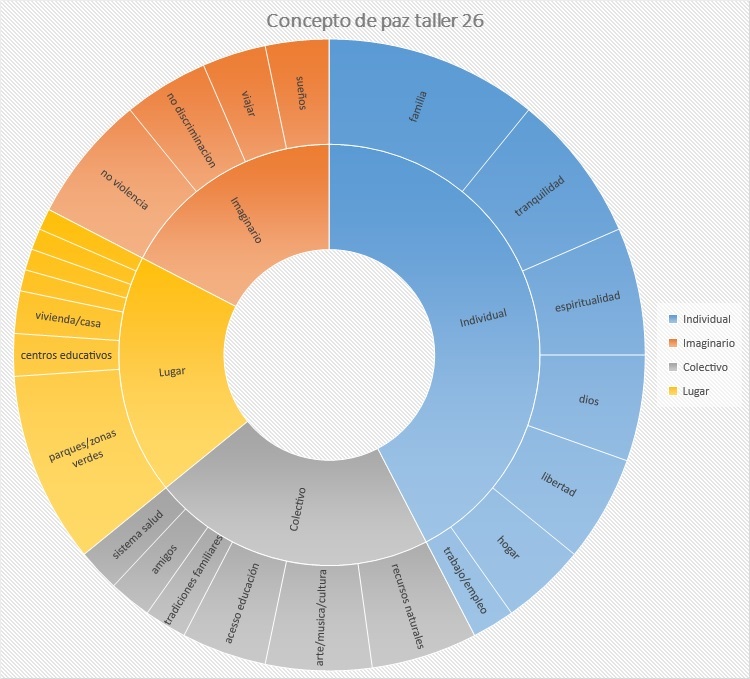 Concepto de paz taller 26
familia
tranquilidad
espiritualidad
dios
libertad
hogar
trabajo/empleo
recursos naturales
arte/musica/cultura
acesso educación
tradiciones familiares
amigos
sistema salud
parques/zonas
verdes
centros educativos
vivienda/casa
no violencia
no discriminacion
viajar
sueños
Individual
Colectivo
Lugar
Imaginario
Individual
Imaginario
Colectivo
Lugar